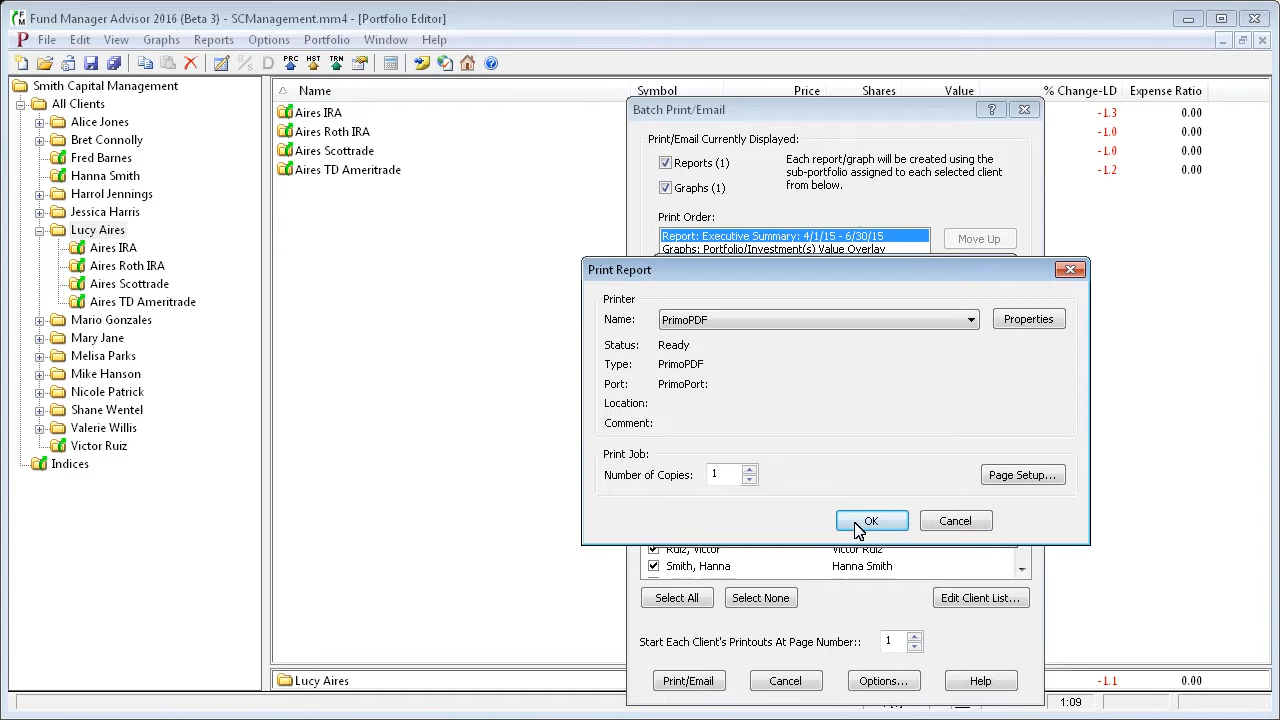 Fund Manager Advisor 2016 (Beta 3) - SCManagement.mm4 - [Portfolio Editor]
File Edit View Graphs Reports Options Portfolio Window Help
PRC HST TRN
Smith Capital Management
All Clients
Alice Jones
Bret Connolly
Fred Barnes
Hanna Smith
Harrol Jennings
Jessica Harris
Lucy Aires
Aires IRA
Aires Roth IRA
Aires Scottrade
Aires TD Ameritrade
Mario Gonzales
Mary Jane
Melisa Parks
Mike Hanson
Nicole Patrick
Shane Wentel
Valerie Willis
Victor Ruiz
Indices
Name Symbol Price Shares Value % Change-LD Expense Ratio
Aires IRA -1.3 0.00
Aires Roth IRA -1.0 0.00
Aires Scottrade -1.0 0.00
Aires TD Ameritrade -1.2 0.00
Lucy Aires -1.1 0.00
1:09
Batch Print/Email
Print/Email Currently Displayed:
Reports (1)
Graphs (1)
Each report/graph will be created using the
sub-portfolio assigned to each selected client
from below.
Print Order:
Report: Executive Summary: 4/1/15 - 6/30/15
Graphs: Portfolio/Investment(s) Value Overlay
Move Up
Print Report
Printer
Name: PrimoPDF Properties
Status: Ready
Type: PrimoPDF
Port: PrimoPort:
Location:
Comment:
Print Job:
Number of Copies: 1 Page Setup...
OK Cancel
Ruiz, Victor Victor Ruiz
Smith, Hanna Hanna Smith
Select All Select None Edit Client List...
Start Each Client's Printouts At Page Number:: 1
Print/Email Cancel Options... Help